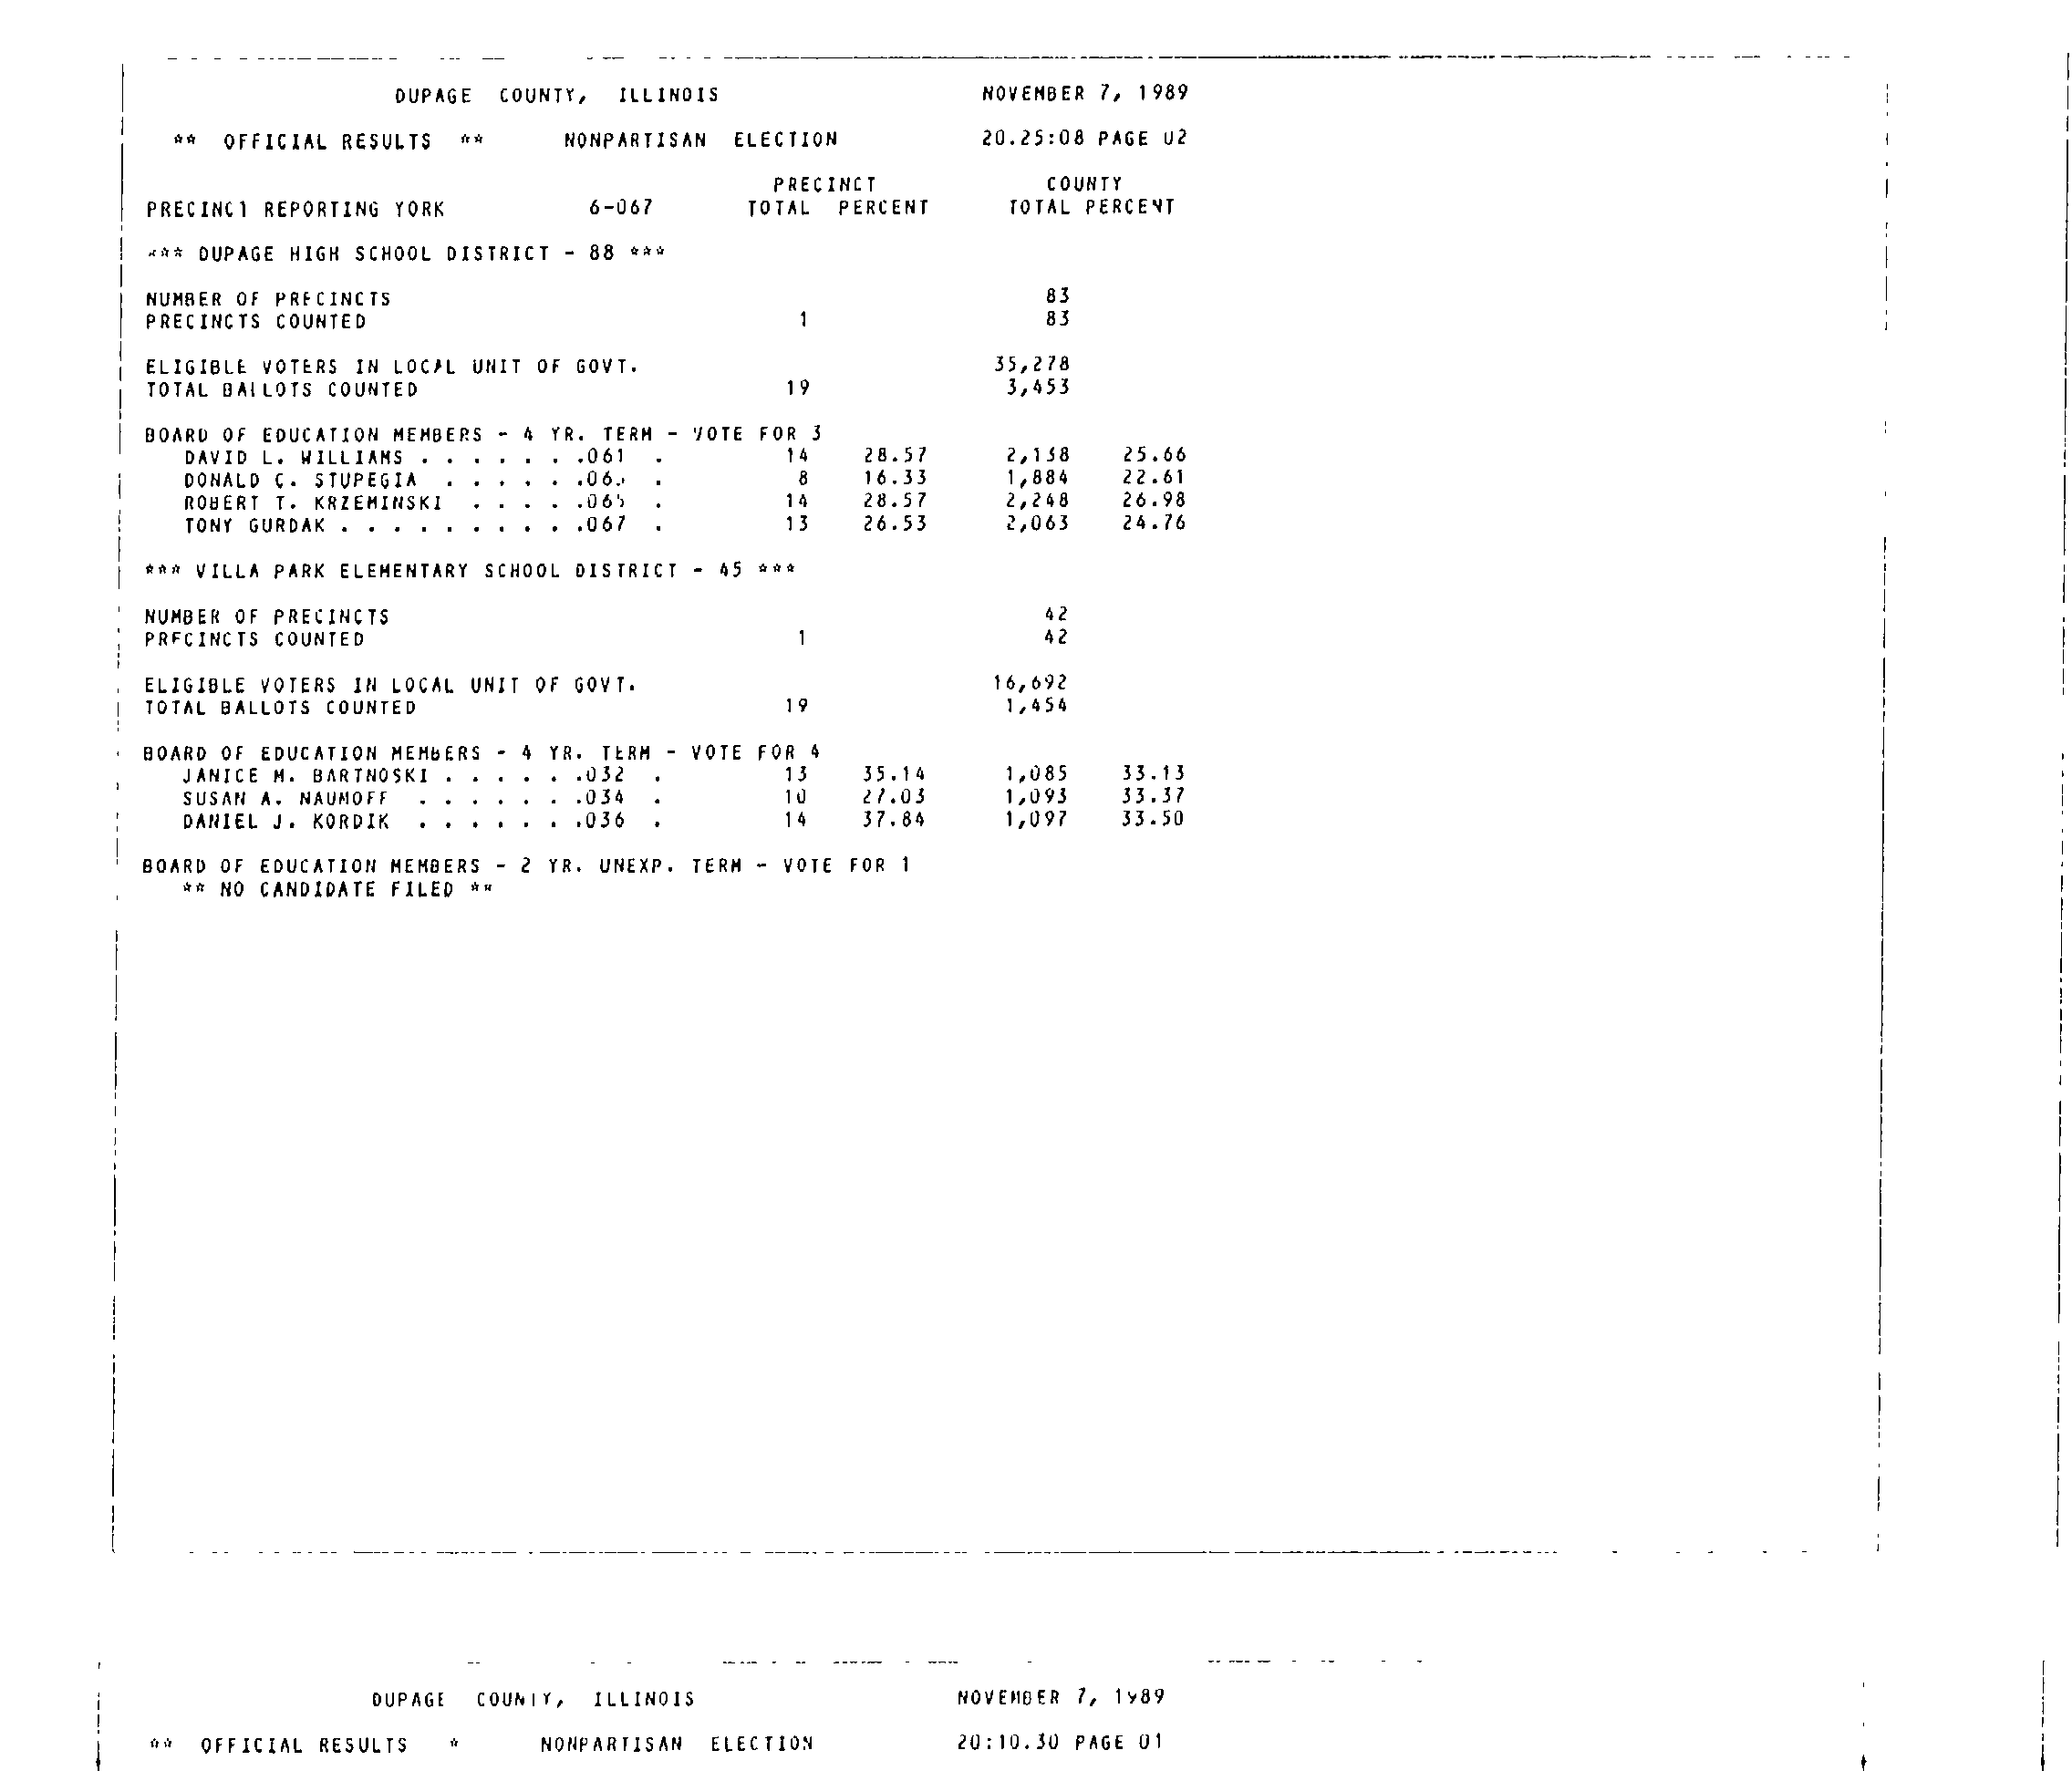 DUPAGE COUNTY, ILLINOIS NOVEMBER 7, 1989
** OFFICIAL RESULTS ** NONPARTISAN ELECTION 20.25:08 PAGE 02
PRECINCT COUNTY
PRECINCT REPORTING YORK 6-067 TOTAL PERCENT TOTAL PERCENT
*** DUPAGE HIGH SCHOOL DISTRICT - 88 ***
NUMBER OF PRECINCTS 83
PRECINCTS COUNTED 1 83
ELIGIBLE VOTERS IN LOCAL UNIT OF GOVT. 35,278
TOTAL BALLOTS COUNTED 19 3,453
BOARD OF EDUCATION MEMBERS - 4 YR. TERM - VOTE FOR 3
DAVID L. WILLIAMS . . . . . . .061 . 14 28.57 2,138 25.66
DONALD C. STUPEGIA . . . . . . . 8 16.33 1,884 22.61
ROBERT T. KRZEMINSKI . . . . .065 . 14 28.57 2,248 26.98
TONY GURDAK . . . . . . . . . .067 . 13 26.53 2,063 24.76
*** VILLA PARK ELEMENTARY SCHOOL DISTRICT - 45 ***
NUMBER OF PRECINCTS 42
PRECINCTS COUNTED 1 42
ELIGIBLE VOTERS IN LOCAL UNIT OF GOVT. 16,692
TOTAL BALLOTS COUNTED 19 1,454
BOARD OF EDUCATION MEMBERS - 4 YR. TERM - VOTE FOR 4
JANICE M. BARTNOSKI . . . . . .032 . 13 35.14 1,085 33.13
SUSAN A. NAUMOFF . . . . . . .034 . 10 27.03 1,093 33.37
DANIEL J. KORDIK . . . . . . .036 . 14 37.84 1,097 33.50
BOARD OF EDUCATION MEMBERS - 2 YR. UNEXP. TERM - VOTE FOR 1
** NO CANDIDATE FILED **
DUPAGE COUNTY, ILLINOIS NOVEMBER 7, 1989
** OFFICIAL RESULTS * NONPARTISAN ELECTION 20:10.30 PAGE 01